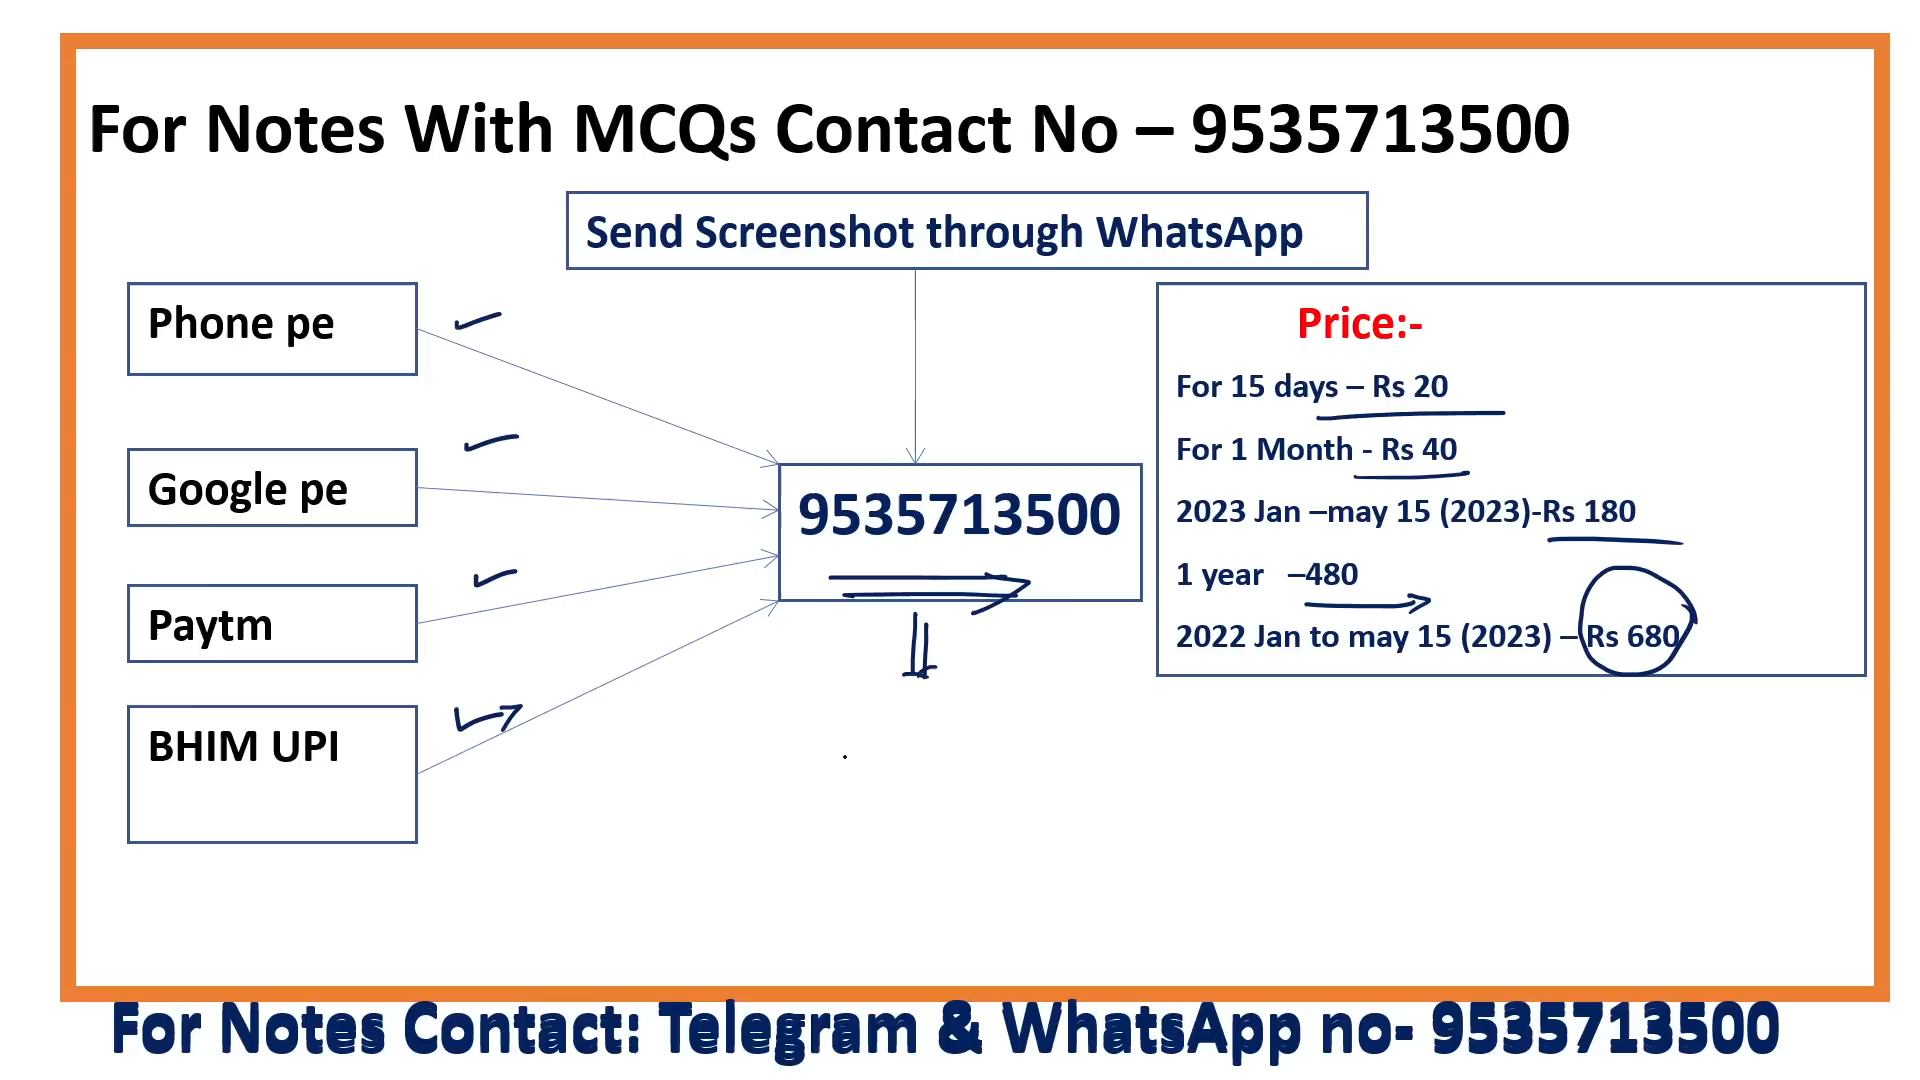 For Notes With MCQs Contact No – 9535713500
Send Screenshot through WhatsApp
Phone pe
Google pe
Paytm
BHIM UPI
9535713500
Price:-
For 15 days – Rs 20
For 1 Month - Rs 40
2023 Jan –may 15 (2023)-Rs 180
1 year –480
2022 Jan to may 15 (2023) – Rs 680
For Notes Contact: Telegram & WhatsApp no- 9535713500